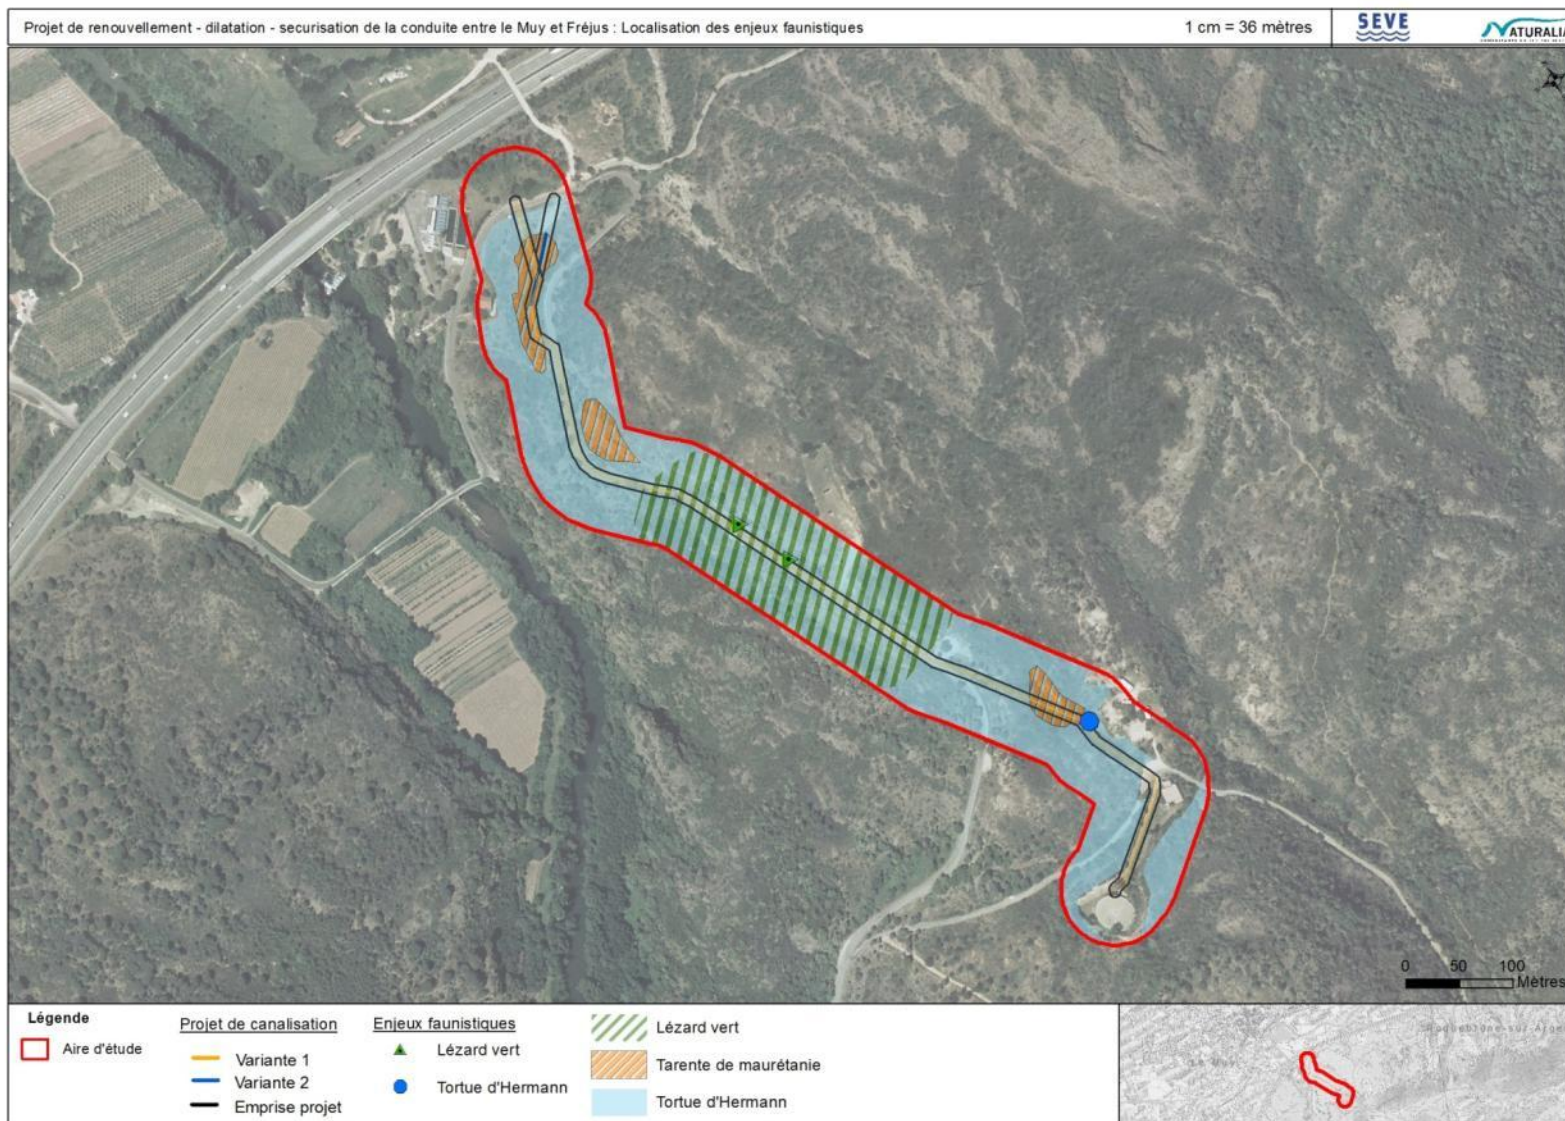 Projet de renouvellement - dilatation - securisation de la conduite entre le Muy et Fréjus : Localisation des enjeux faunistiques
1 cm = 36 mètres
SEVE
NATURALIA
0 50 100
Mètres
Légende
Aire d'étude
Projet de canalisation
Variante 1
Variante 2
Emprise projet
Enjeux faunistiques
Lézard vert
Tortue d'Hermann
Lézard vert
Tarente de maurétanie
Tortue d'Hermann